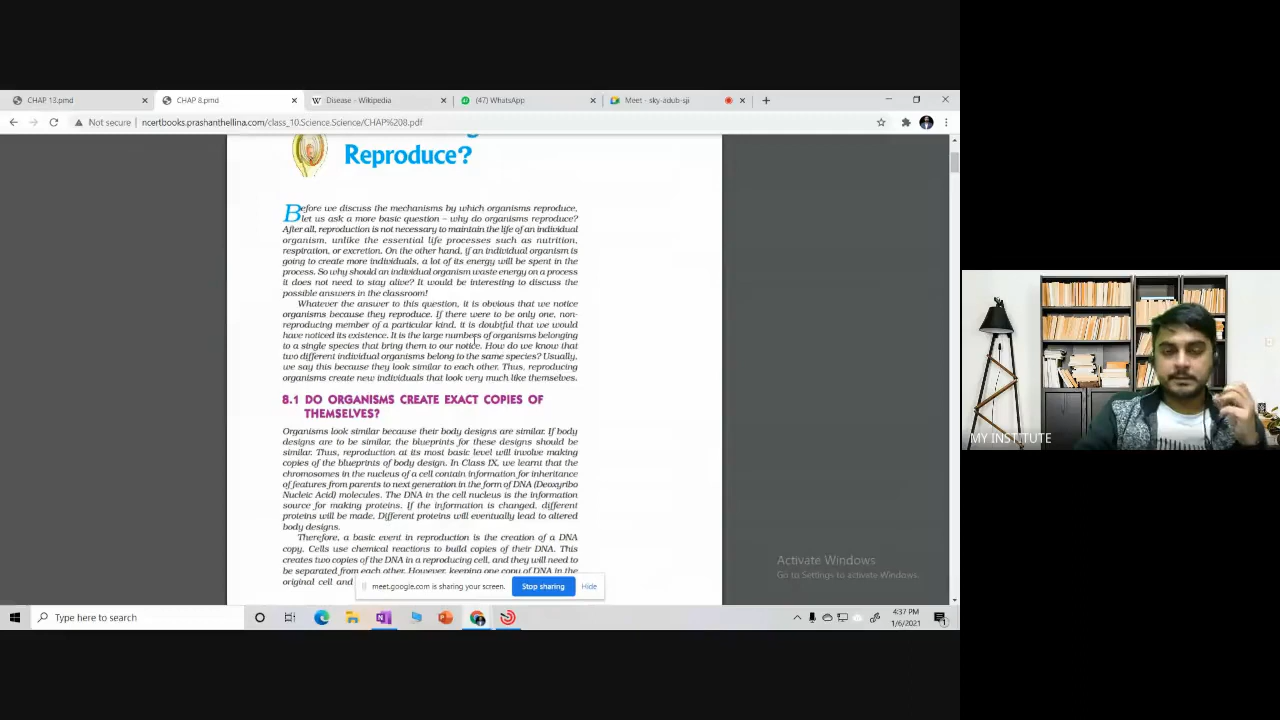 CHAP 13.pmd
CHAP 8.pmd
Disease - Wikipedia
(47) WhatsApp
Meet - sky-adub-sji
Not secure
ncertbooks.prashanthellina.com/class_10.Science.Science/CHAP%208.pdf
Reproduce?
Before we discuss the mechanisms by which organisms reproduce,
let us ask a more basic question – why do organisms reproduce?
After all, reproduction is not necessary to maintain the life of an individual
organism, unlike the essential life processes such as nutrition,
respiration, or excretion. On the other hand, if an individual organism is
going to create more individuals, a lot of its energy will be spent in the
process. So why should an individual organism waste energy on a process
it does not need to stay alive? It would be interesting to discuss the
possible answers in the classroom!
Whatever the answer to this question, it is obvious that we notice
organisms because they reproduce. If there were to be only one, non-
reproducing member of a particular kind, it is doubtful that we would
have noticed its existence. It is the large numbers of organisms belonging
to a single species that bring them to our notice. How do we know that
two different individual organisms belong to the same species? Usually,
we say this because they look similar to each other. Thus, reproducing
organisms create new individuals that look very much like themselves.
8.1 DO ORGANISMS CREATE EXACT COPIES OF
THEMSELVES?
Organisms look similar because their body designs are similar. If body
designs are to be similar, the blueprints for these designs should be
similar. Thus, reproduction at its most basic level will involve making
copies of the blueprints of body design. In Class IX, we learnt that the
chromosomes in the nucleus of a cell contain information for inheritance
of features from parents to next generation in the form of DNA (Deoxyribo
Nucleic Acid) molecules. The DNA in the cell nucleus is the information
source for making proteins. If the information is changed, different
proteins will be made. Different proteins will eventually lead to altered
body designs.
Therefore, a basic event in reproduction is the creation of a DNA
copy. Cells use chemical reactions to build copies of their DNA. This
creates two copies of the DNA in a reproducing cell, and they will need to
be separated from each other. However, keeping one copy of DNA in the
original cell and
meet.google.com is sharing your screen.
Stop sharing
Hide
Activate Windows
Go to Settings to activate Windows.
Type here to search
4:37 PM
1/6/2021
MY INSTITUTE